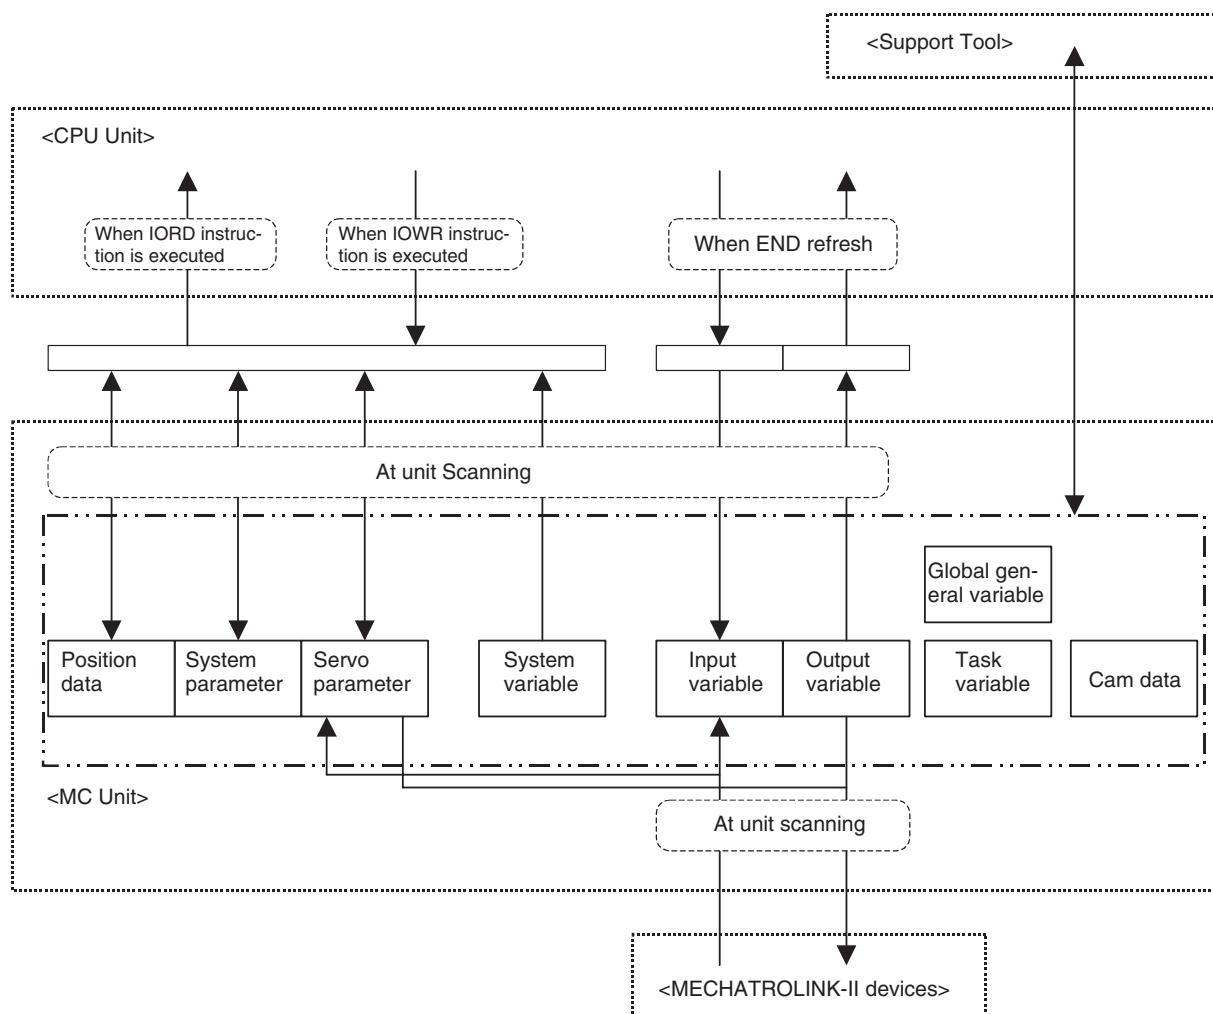 <Support Tool>
<CPU Unit>
When IORD instruc-
tion is executed
When IOWR instruc-
tion is executed
When END refresh
At unit Scanning
Global gen-
eral variable
Position
data
System
parameter
Servo
parameter
System
variable
Input
variable
Output
variable
Task
variable
Cam data
<MC Unit>
At unit scanning
<MECHATROLINK-II devices>